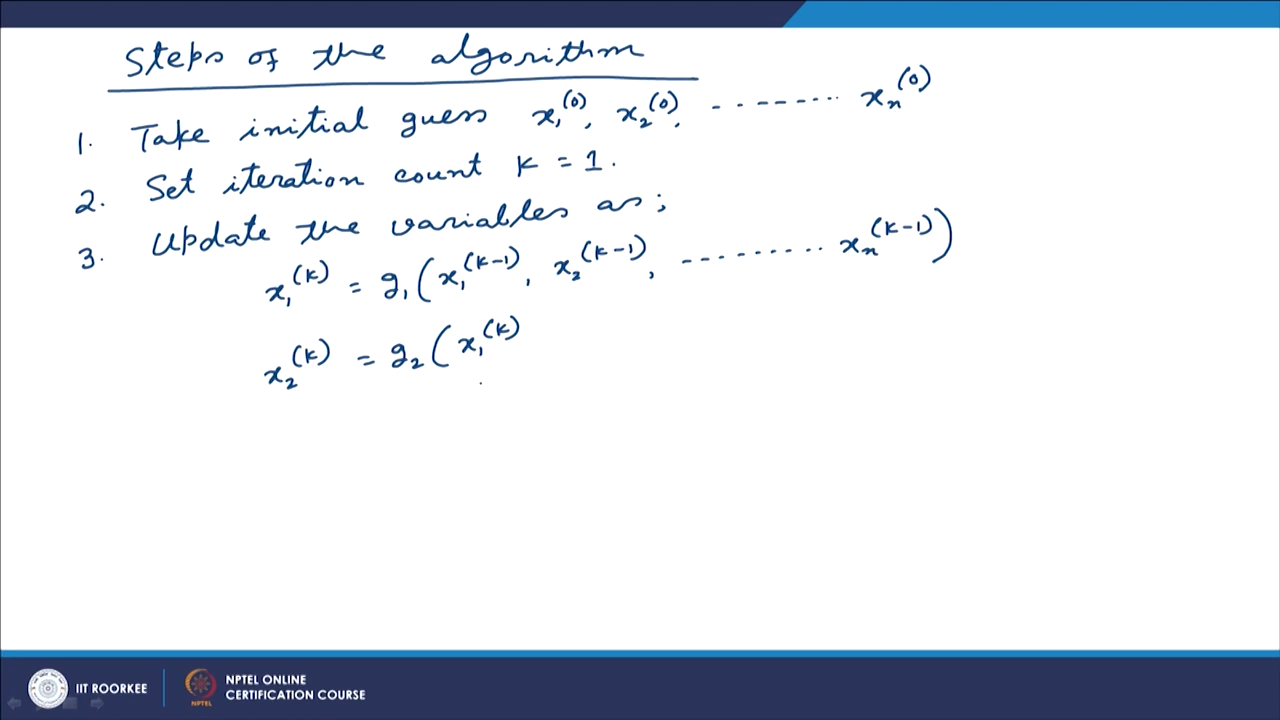 Steps of the algorithm
1. Take initial guess x₁⁽⁰⁾, x₂⁽⁰⁾, -------- xₙ⁽⁰⁾
2. Set iteration count k = 1.
3. Update the variables as;
x₁⁽ᵏ⁾ = g₁(x₁⁽ᵏ⁻¹⁾, x₂⁽ᵏ⁻¹⁾, --------- xₙ⁽ᵏ⁻¹⁾)
x₂⁽ᵏ⁾ = g₂(x₁⁽ᵏ⁾
IIT ROORKEE
NPTEL
NPTEL ONLINE
CERTIFICATION COURSE